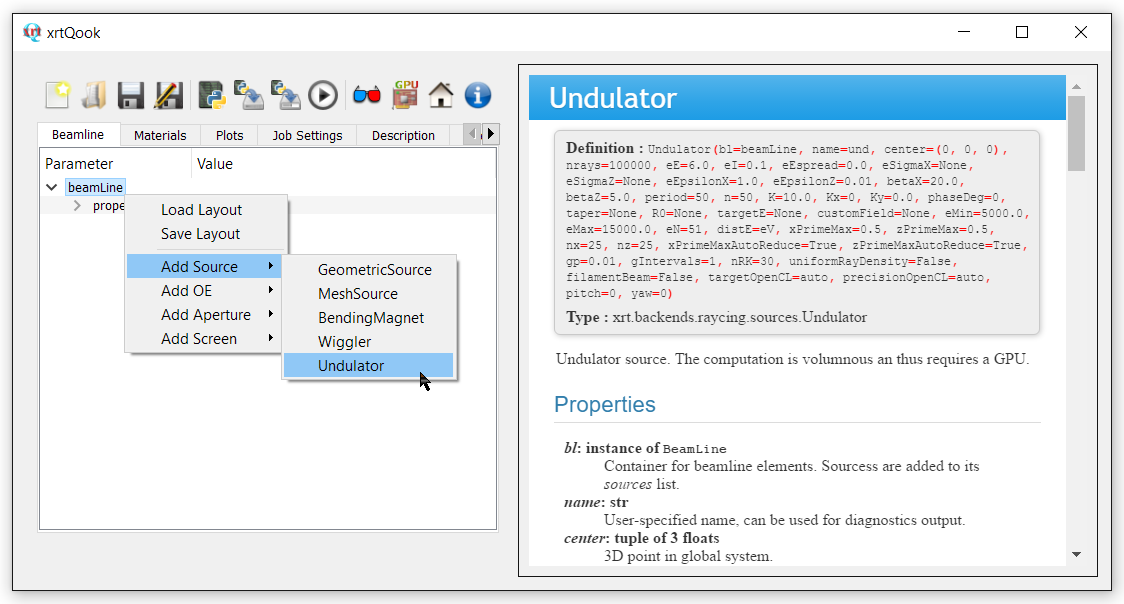 xrt xrtQook
GPU
Beamline Materials Plots Job Settings Description
Parameter Value
beamLine
prope
Load Layout
Save Layout
Add Source
Add OE
Add Aperture
Add Screen
GeometricSource
MeshSource
BendingMagnet
Wiggler
Undulator
Undulator
Definition : Undulator(bl=beamLine, name=und, center=(0, 0, 0),
nrays=100000, eE=6.0, eI=0.1, eEspread=0.0, eSigmaX=None,
eSigmaZ=None, eEpsilonX=1.0, eEpsilonZ=0.01, betaX=20.0,
betaZ=5.0, period=50, n=50, K=10.0, Kx=0, Ky=0.0, phaseDeg=0,
taper=None, R0=None, targetE=None, customField=None, eMin=5000.0,
eMax=15000.0, eN=51, distE=eV, xPrimeMax=0.5, zPrimeMax=0.5,
nx=25, nz=25, xPrimeMaxAutoReduce=True, zPrimeMaxAutoReduce=True,
gp=0.01, gIntervals=1, nRK=30, uniformRayDensity=False,
filamentBeam=False, targetOpenCL=auto, precisionOpenCL=auto,
pitch=0, yaw=0)
Type : xrt.backends.raycing.sources.Undulator
Undulator source. The computation is volumnous an thus requires a GPU.
Properties
bl: instance of BeamLine
Container for beamline elements. Sourcess are added to its
sources list.
name: str
User-specified name, can be used for diagnostics output.
center: tuple of 3 floats
3D point in global system.